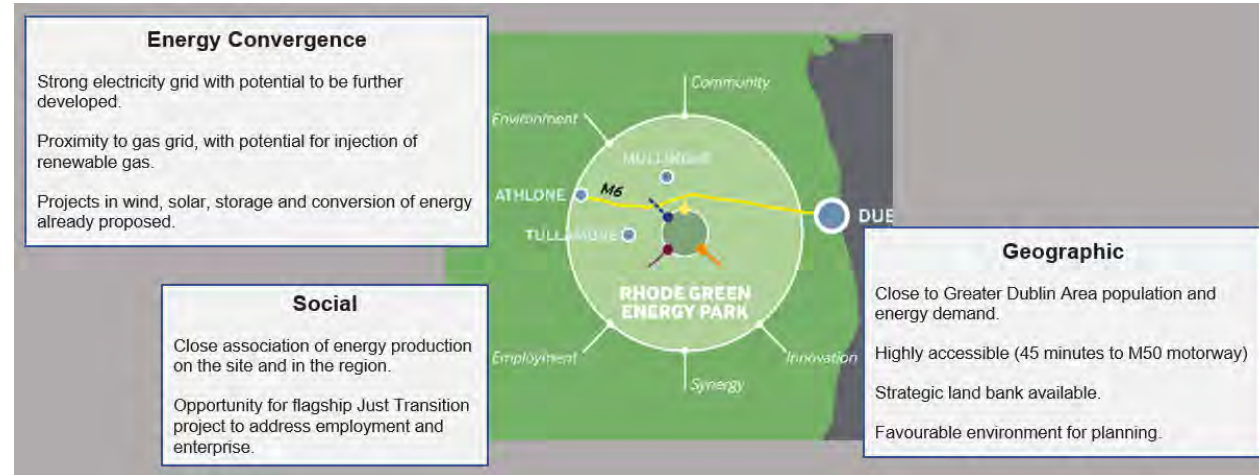 Energy Convergence
Strong electricity grid with potential to be further
developed.
Proximity to gas grid, with potential for injection of
renewable gas.
Projects in wind, solar, storage and conversion of energy
already proposed.
Social
Close association of energy production
on the site and in the region.
Opportunity for flagship Just Transition
project to address employment and
enterprise.
Community
Environment
MULLINGAR
ATHLONE
M6
TULLAMORE
DUB
RHODE GREEN
ENERGY PARK
Employment
Synergy
Innovation
Geographic
Close to Greater Dublin Area population and
energy demand.
Highly accessible (45 minutes to M50 motorway)
Strategic land bank available.
Favourable environment for planning.